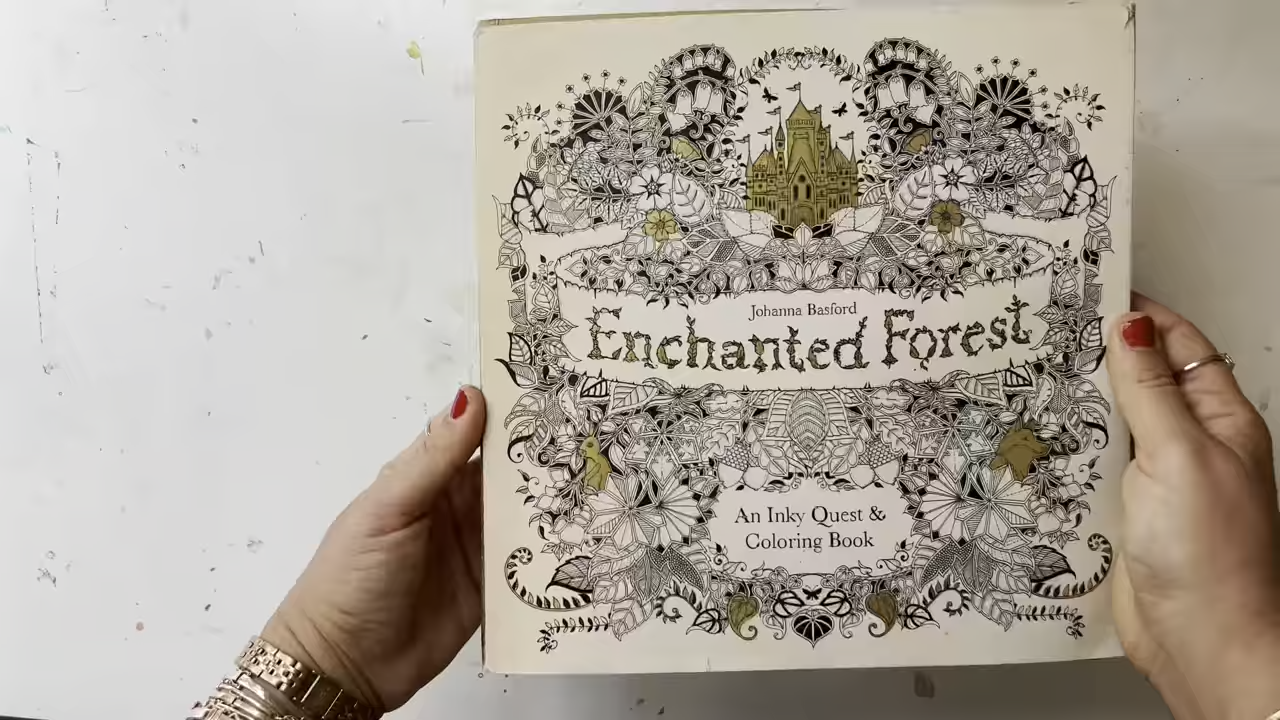 Johanna Basford
Enchanted Forest
An Inky Quest &
Coloring Book